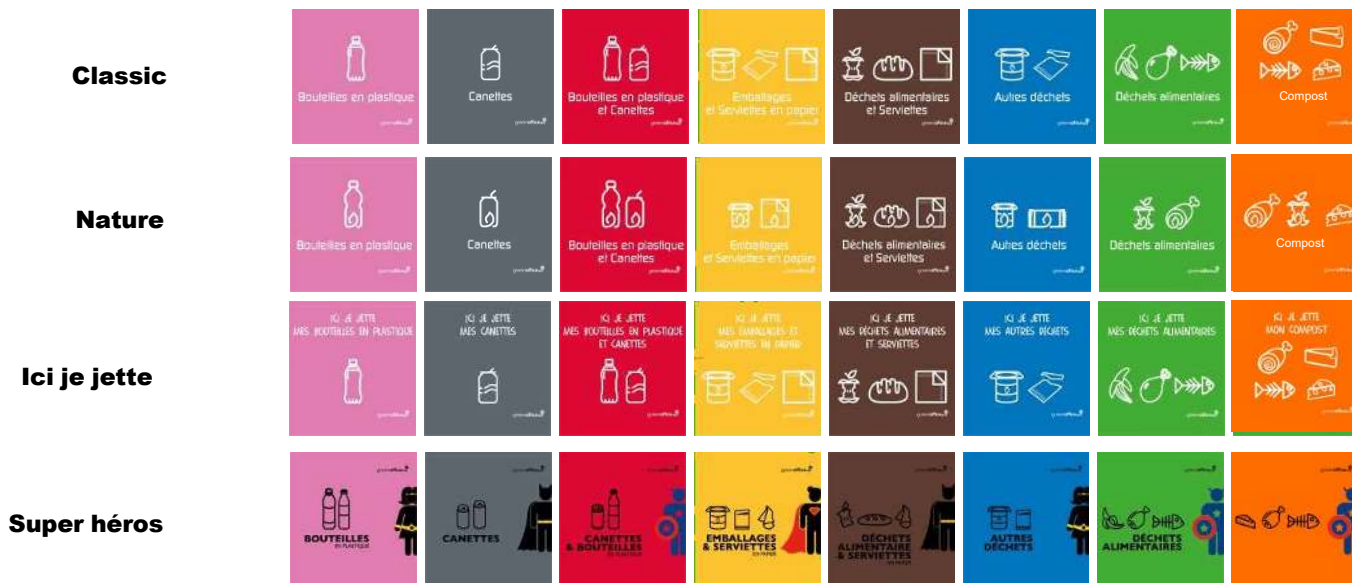 Classic
Bouteilles en plastique
Canettes
Bouteilles en plastique
et Canettes
Emballages
et Serviettes en papier
Déchets alimentaires
et Serviettes
Autres déchets
Déchets alimentaires
Compost
Nature
Bouteilles en plastique
Canettes
Bouteilles en plastique
et Canettes
Emballages
et Serviettes en papier
Déchets alimentaires
et Serviettes
Autres déchets
Déchets alimentaires
Compost
Ici je jette
ICI JE JETTE
MES BOUTEILLES EN PLASTIQUE
ICI JE JETTE
MES CANETTES
ICI JE JETTE
MES BOUTEILLES EN PLASTIQUE
ET CANETTES
ICI JE JETTE
MES EMBALLAGES ET
SERVIETTES EN PAPIER
ICI JE JETTE
MES DÉCHETS ALIMENTAIRES
ET SERVIETTES
ICI JE JETTE
MES AUTRES DÉCHETS
ICI JE JETTE
MES DÉCHETS ALIMENTAIRES
ICI JE JETTE
MON COMPOST
Super héros
BOUTEILLES
EN PLASTIQUE
CANETTES
CANETTES
& BOUTEILLES
EN PLASTIQUE
EMBALLAGES
& SERVIETTES
EN PAPIER
DÉCHETS
ALIMENTAIRE
& SERVIETTES
EN PAPIER
AUTRES
DÉCHETS
DÉCHETS
ALIMENTAIRES